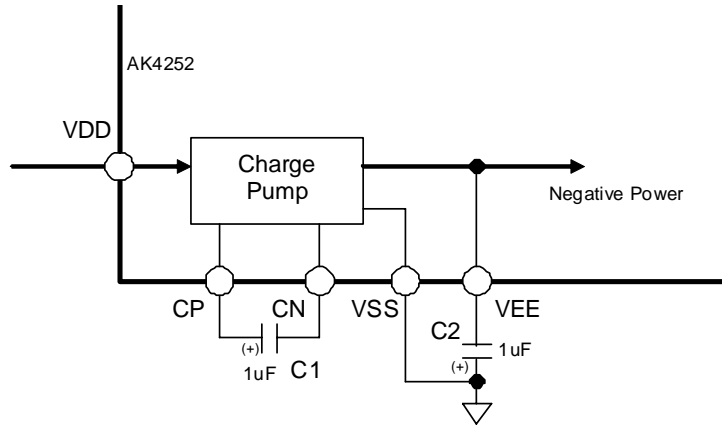 AK4252
VDD
Charge
Pump
Negative Power
CP
CN
VSS
VEE
(+)
1uF
C1
C2
1uF
(+)